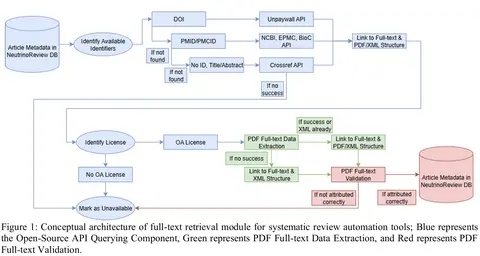 Article Metadata in
NeutrinoReview DB
Identify Available
Identifiers
DOI
Unpaywall API
If not
found
PMID/PMCID
NCBI, EPMC, BioC
API
Link to Full-text &
PDF/XML Structure
If not
found
No ID, Title/Abstract
Crossref API
If no
success
Identify License
OA License
PDF Full-text Data
Extraction
If success or
XML already
Link to Full-text &
PDF/XML Structure
If no success
No OA License
Link to Full-text &
XML Structure
PDF Full-text
Validation
Article Metadata in
NeutrinoReview DB
Mark as Unavailable
If not attributed
correctly
If attributed
correctly
Figure 1: Conceptual architecture of full-text retrieval module for systematic review automation tools; Blue represents
the Open-Source API Querying Component, Green represents PDF Full-text Data Extraction, and Red represents PDF
Full-text Validation.